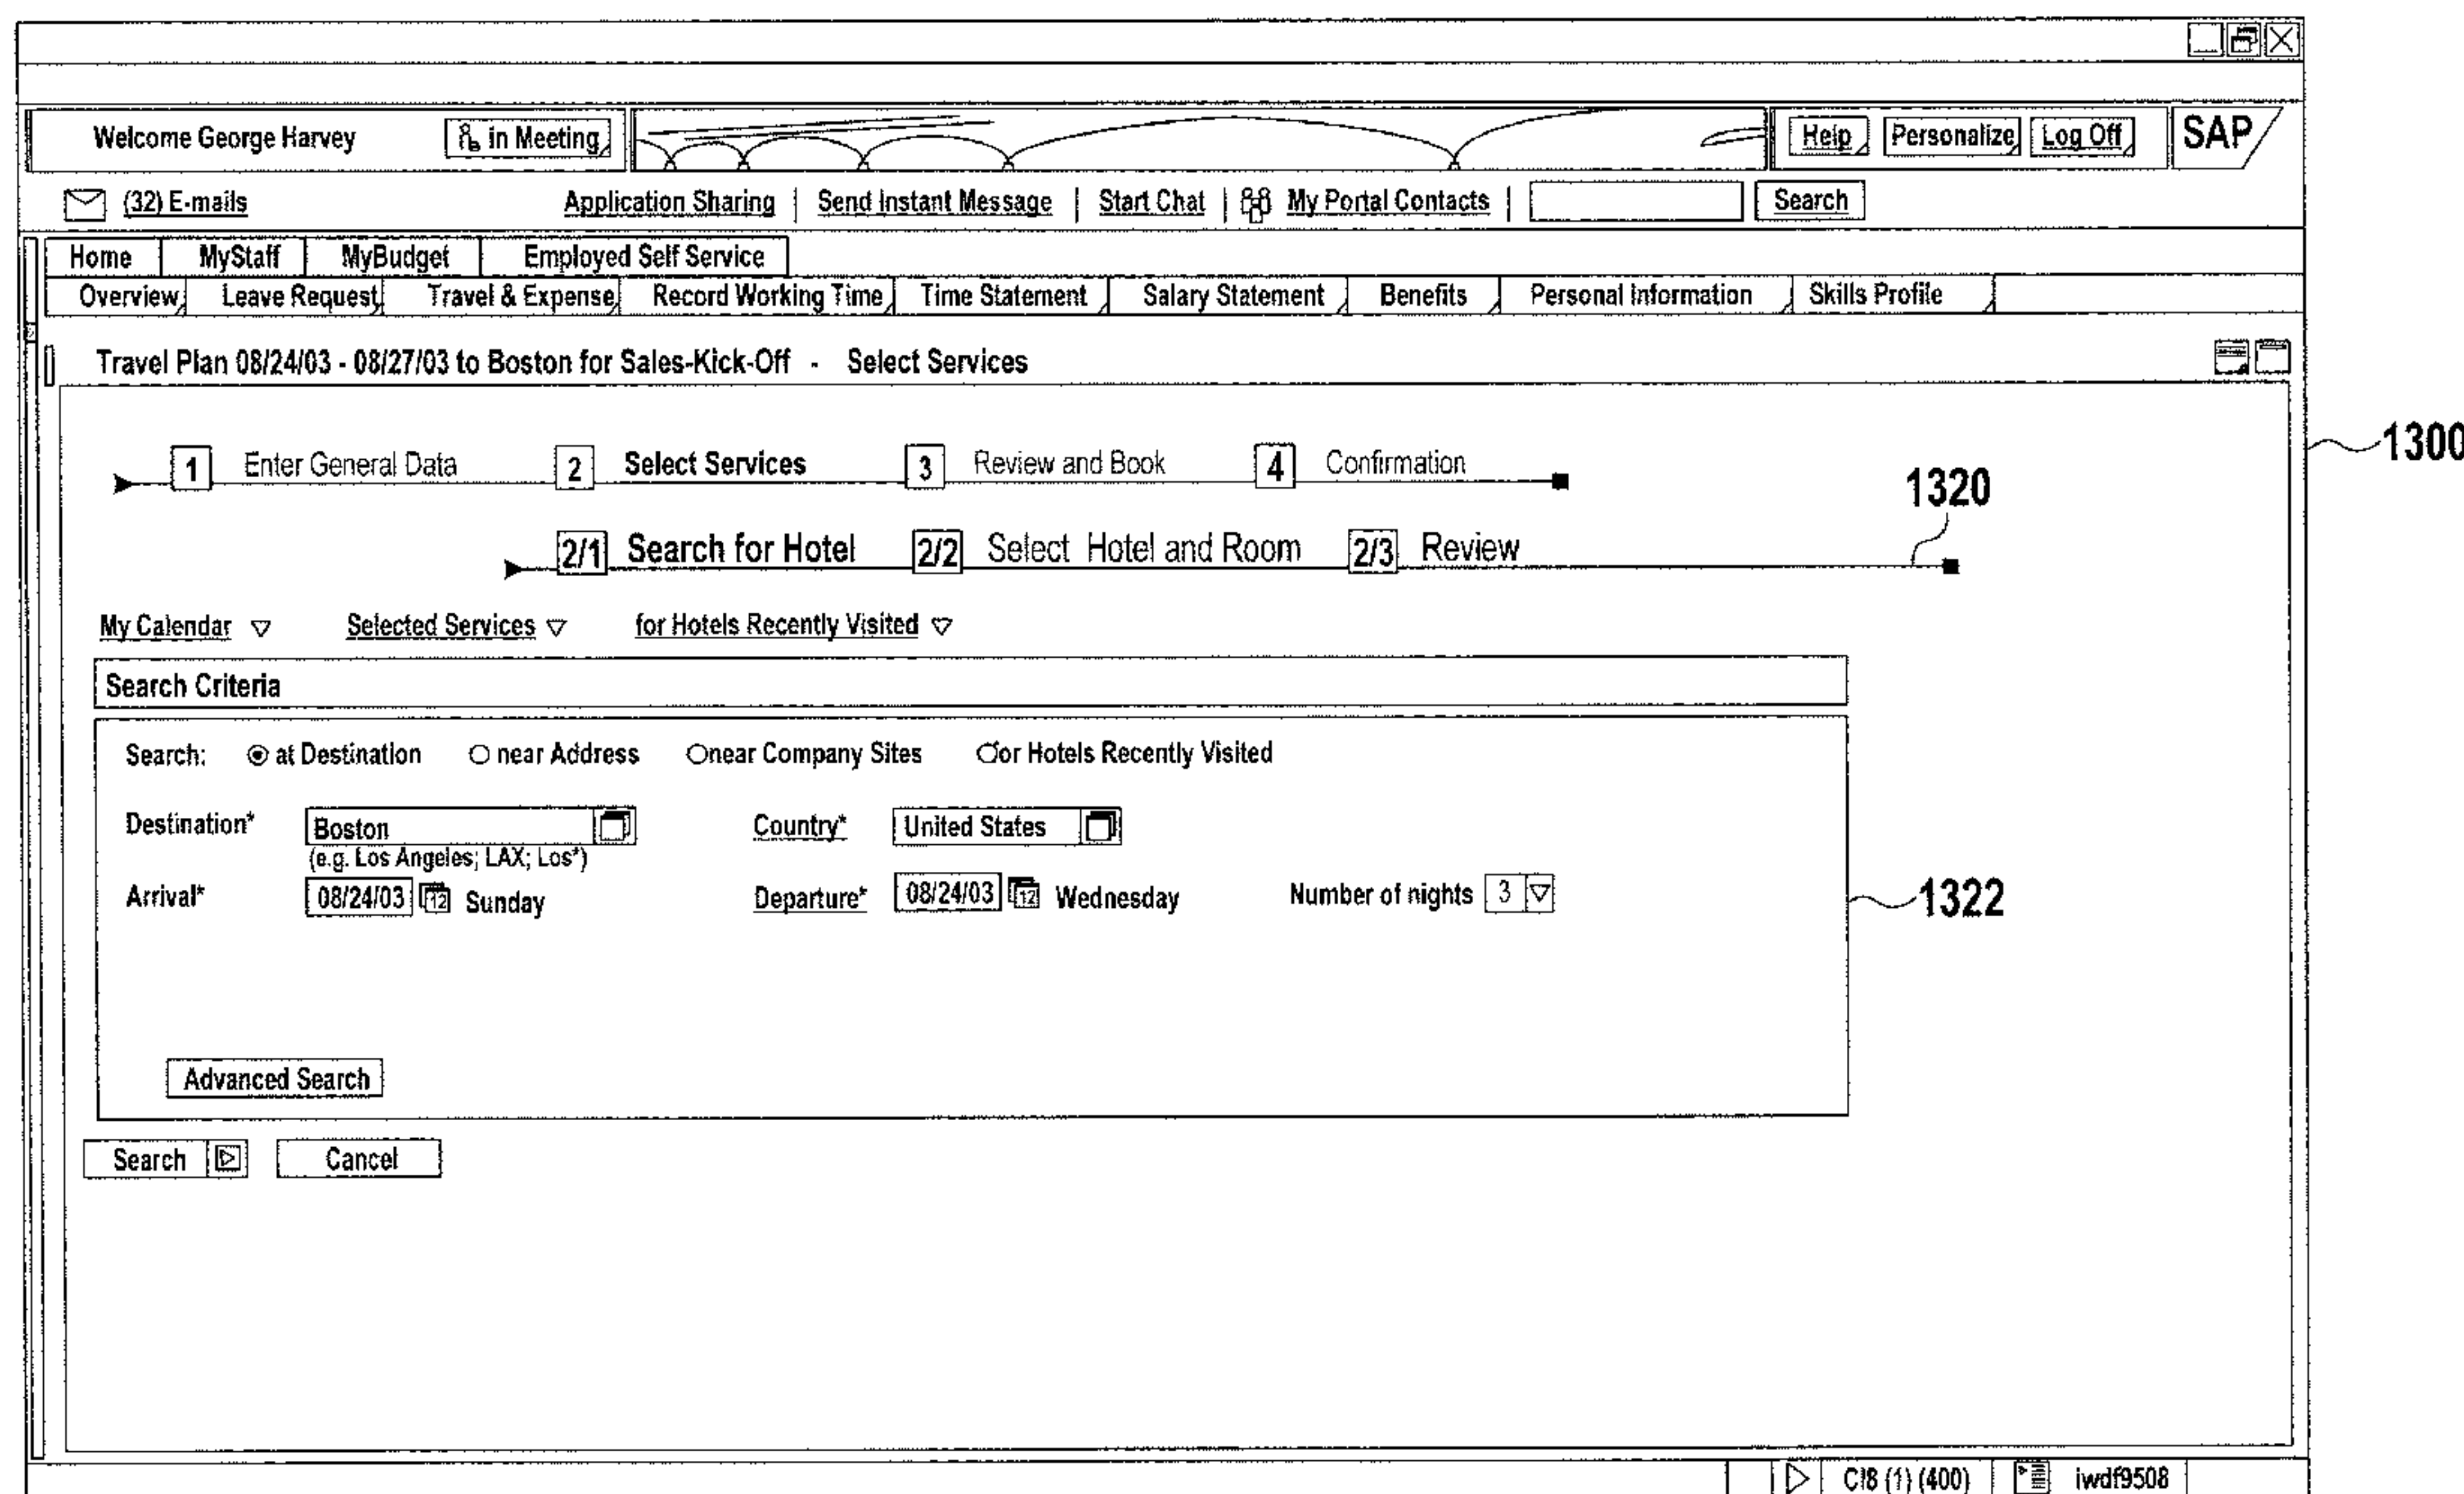 Welcome George Harvey in Meeting Help Personalize Log Off SAP
(32) E-mails Application Sharing | Send Instant Message | Start Chat | My Portal Contacts | Search
Home MyStaff MyBudget Employed Self Service
Overview Leave Request Travel & Expense Record Working Time Time Statement Salary Statement Benefits Personal Information Skills Profile
Travel Plan 08/24/03 - 08/27/03 to Boston for Sales-Kick-Off - Select Services
1300
1 Enter General Data 2 Select Services 3 Review and Book 4 Confirmation
1320
2/1 Search for Hotel 2/2 Select Hotel and Room 2/3 Review
My Calendar Selected Services for Hotels Recently Visited
Search Criteria
Search: at Destination near Address near Company Sites for Hotels Recently Visited
Destination* Boston Country* United States
(e.g. Los Angeles; LAX; Los*)
Arrival* 08/24/03 12 Sunday Departure* 08/24/03 12 Wednesday Number of nights 3
1322
Advanced Search
Search Cancel
CI8 (1) (400) iwdf9508